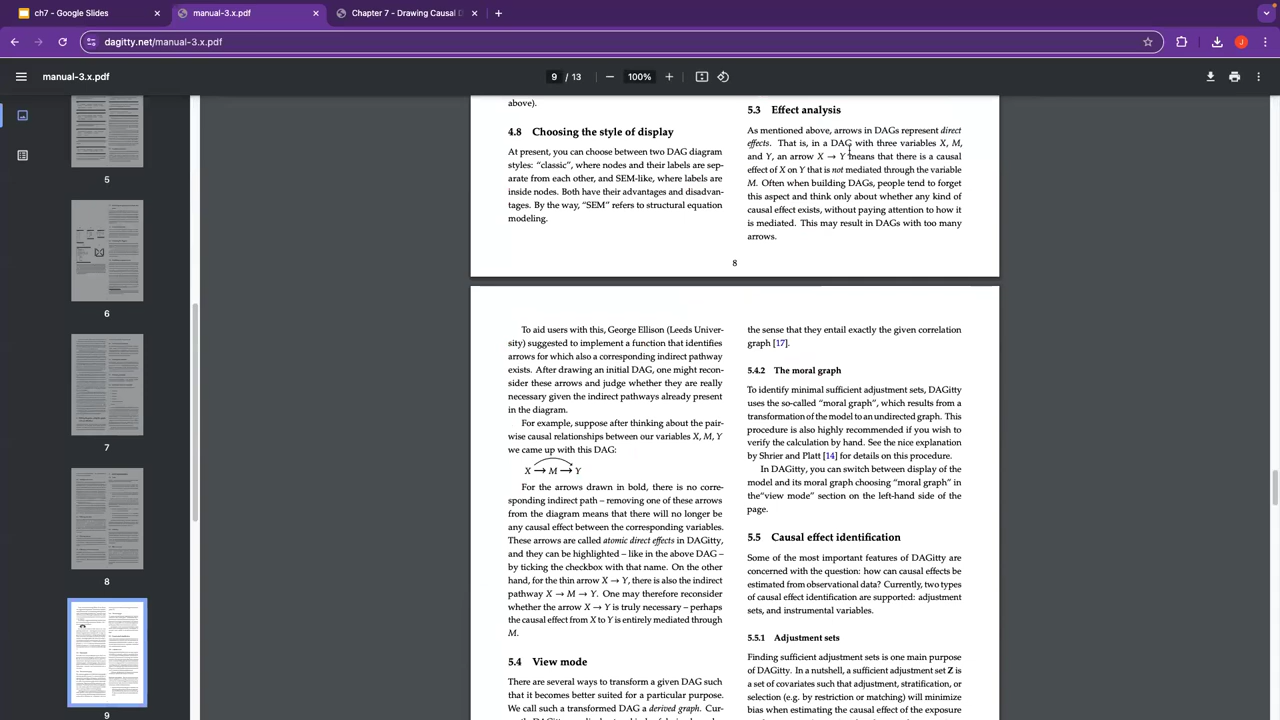 ch7 - Google Slides
manual-3.x.pdf
Chapter 7 - Drawing Causal D
dagitty.net/manual-3.x.pdf
J
manual-3.x.pdf
9 / 13
100%
5
6
7
8
9
above).
4.8 Choosing the style of display
At present, you can choose between two DAG diagram
styles: “classic”, where nodes and their labels are sep-
arate from each other, and SEM-like, where labels are
inside nodes. Both have their advantages and disadvan-
tages. By the way, “SEM” refers to structural equation
modeling.
5.3 Effect analysis
As mentioned above, arrows in DAGs represent direct
effects. That is, in a DAG with three variables X, M,
and Y, an arrow X → Y means that there is a causal
effect of X on Y that is not mediated through the variable
M. Often when building DAGs, people tend to forget
this aspect and think only about whether any kind of
causal effect exists, without paying attention to how it
is mediated. This may result in DAGs with too many
arrows.
8
To aid users with this, George Ellison (Leeds Univer-
sity) suggested to implement a function that identifies
arrows for which also a corresponding indirect pathway
exists. After drawing an initial DAG, one might recon-
sider these arrows and judge whether they are really
necessary given the indirect pathways already present
in the diagram.
For example, suppose after thinking about the pair-
wise causal relationships between our variables X, M, Y
we came up with this DAG:
X → M → Y
For the arrows drawn in bold, there is no corre-
sponding indirect path – removing one of these arrows
from the diagram means that there will no longer be
any causal effect between the corresponding variables.
These arrows are called atomic direct effects in DAGitty,
and they can be highlighted – like in the above DAG –
by ticking the checkbox with that name. On the other
hand, for the thin arrow X → Y, there is also the indirect
pathway X → M → Y. One may therefore reconsider
whether the arrow X → Y is truly necessary – perhaps
the causal effect from X to Y is entirely mediated through
M.
5.4 View mode
There are several ways to transform a given DAG such
that it becomes better suited for a particular purpose.
We call such a transformed DAG a derived graph. Cur-
the sense that they entail exactly the given correlation
graph [17].
5.4.2 The moral graph
To identify minimal sufficient adjustment sets, DAGitty
uses the so-called “moral graph”, which results from a
transformation of the model to an undirected graph. This
procedure is also highly recommended if you wish to
verify the calculation by hand. See the nice explanation
by Shrier and Platt [14] for details on this procedure.
In DAGitty, you can switch between display of the
model and its moral graph choosing “moral graph” in
the“view mode” section on the left-hand side of the
page.
5.5 Causal effect identification
Some of the most important features of DAGitty are
concerned with the question: how can causal effects be
estimated from observational data? Currently, two types
of causal effect identification are supported: adjustment
sets, and instrumental variables.
5.5.1 Adjustment sets
Finding sufficient adjustment sets is one main purpose
of DAGitty. In a nutshell, a sufficient adjustment set Z is
a set of covariates such that adjustment, stratification, or
selection (e.g. by restriction or matching) will minimize
bias when estimating the causal effect of the exposure